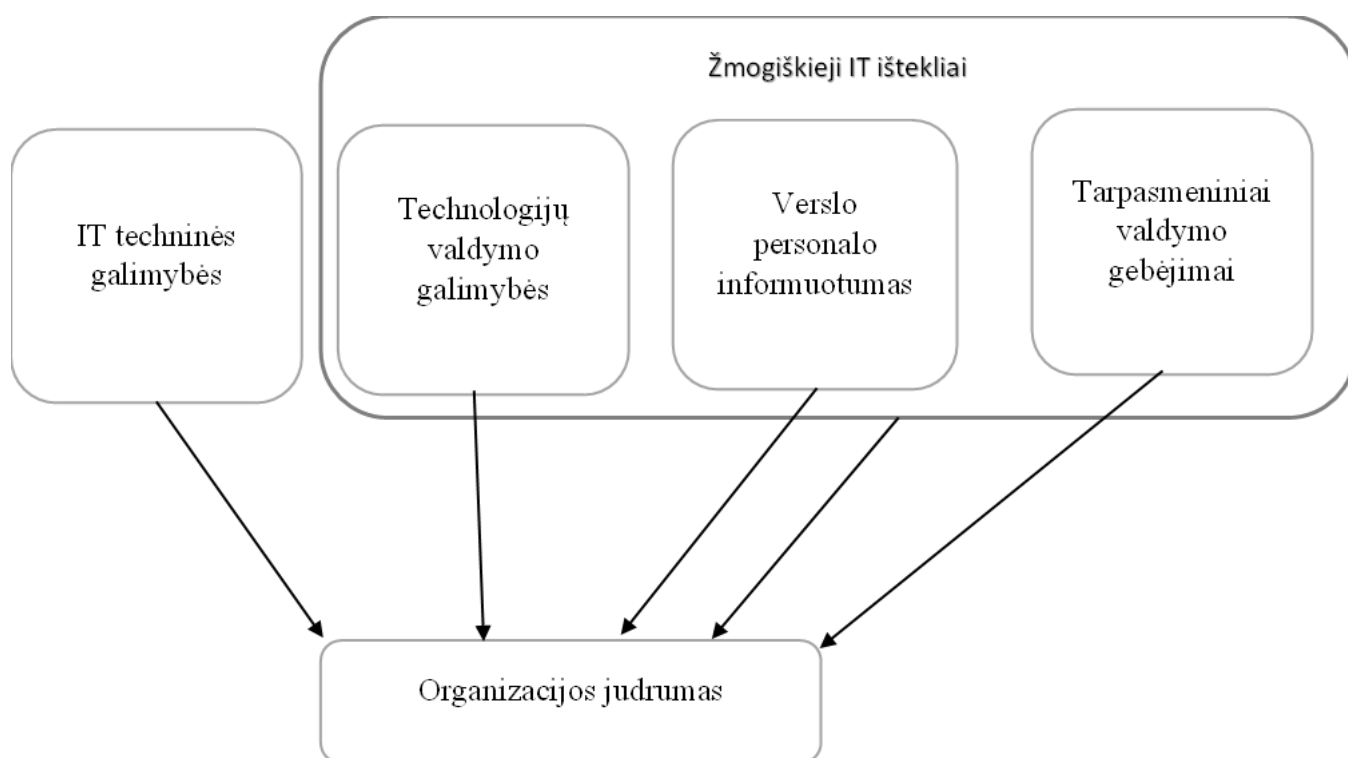 Žmogiškieji IT ištekliai
IT techninės
galimybės
Technologijų
valdymo
galimybės
Verslo
personalo
informuotumas
Tarpasmeniniai
valdymo
gebėjimai
Organizacijos judrumas